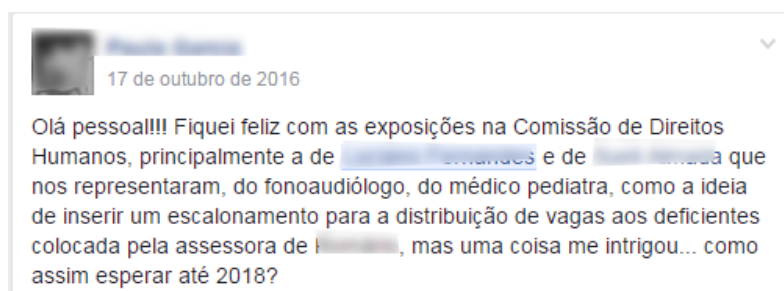 17 de outubro de 2016
Olá pessoal!!! Fiquei feliz com as exposições na Comissão de Direitos
Humanos, principalmente a de e de que
nos representaram, do fonoaudiólogo, do médico pediatra, como a ideia
de inserir um escalonamento para a distribuição de vagas aos deficientes
colocada pela assessora de , mas uma coisa me intrigou... como
assim esperar até 2018?